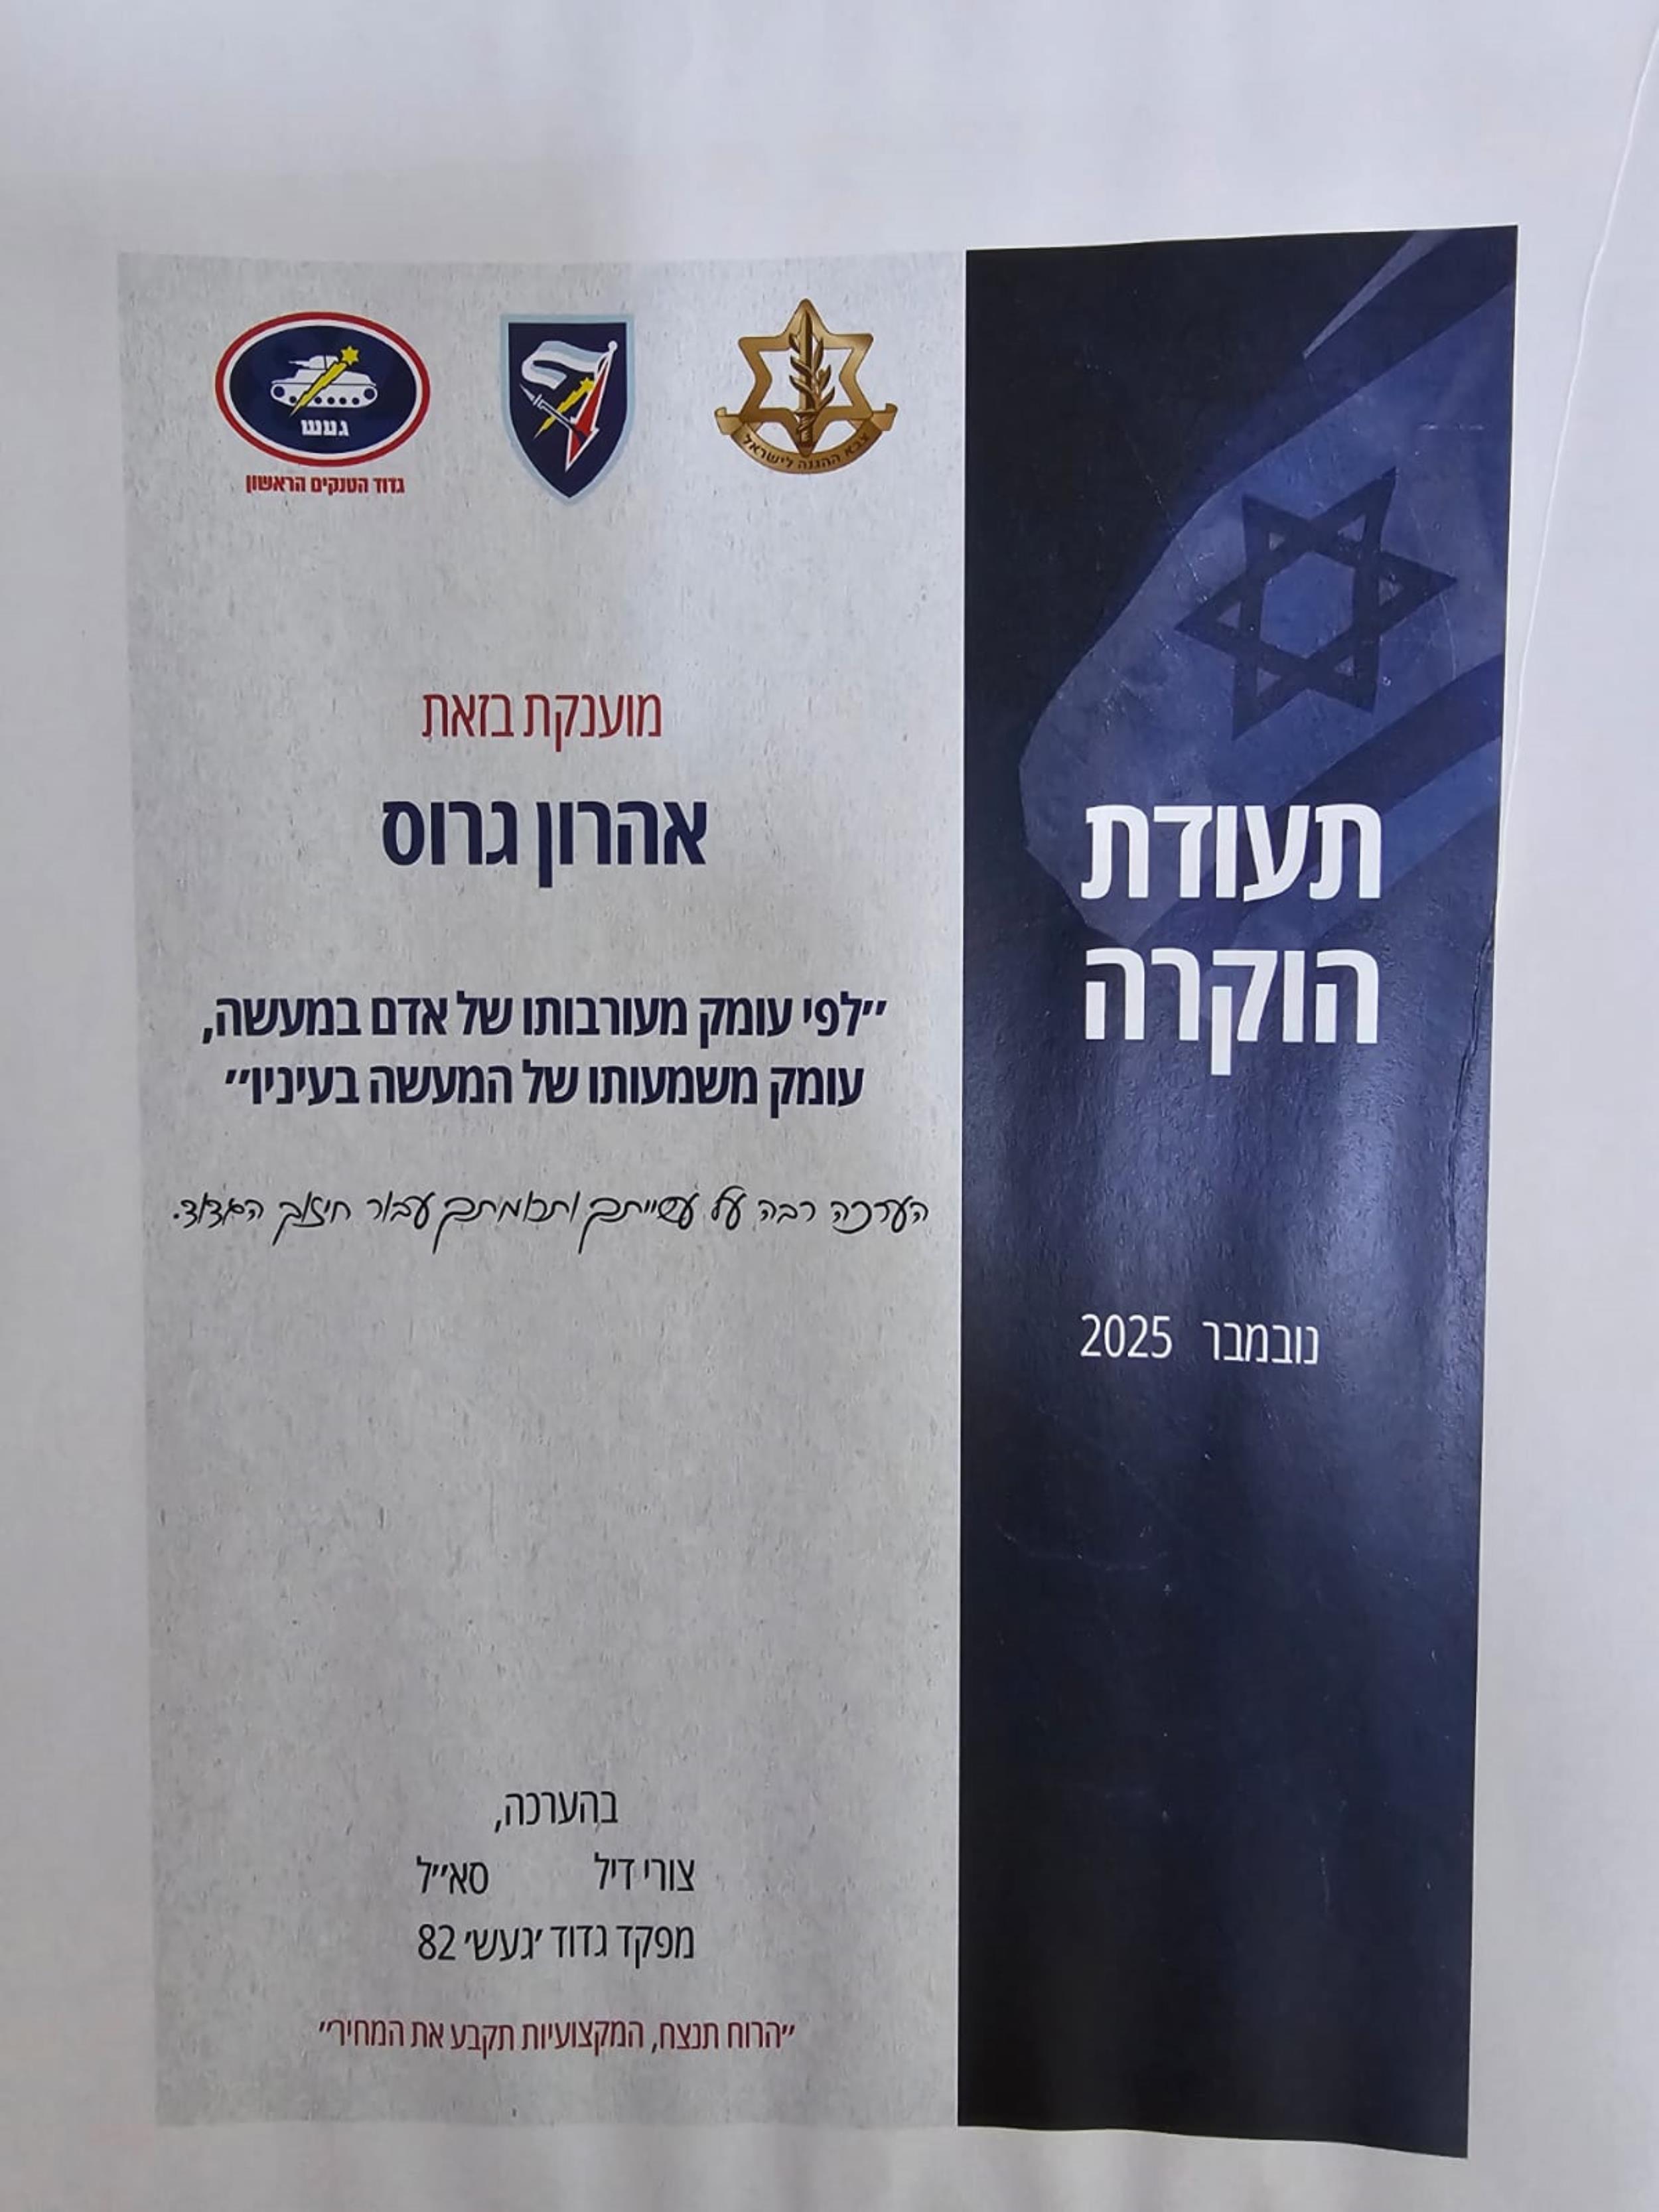 תעודת
הוקרה
נובמבר 2025
צבא ההגנה לישראל
געש
גדוד הטנקים הראשון
מוענקת בזאת
אהרון גרוס
"לפי עומק מעורבותו של אדם במעשה,
עומק משמעותו של המעשה בעיניו"
הערכה רבה על עשייתך ותרומתך עבור חיזוק הגדוד.
בהערכה,
צורי דיל סא"ל
מפקד גדוד 'געש' 82
"הרוח תנצח, המקצועיות תקבע את המחיר"